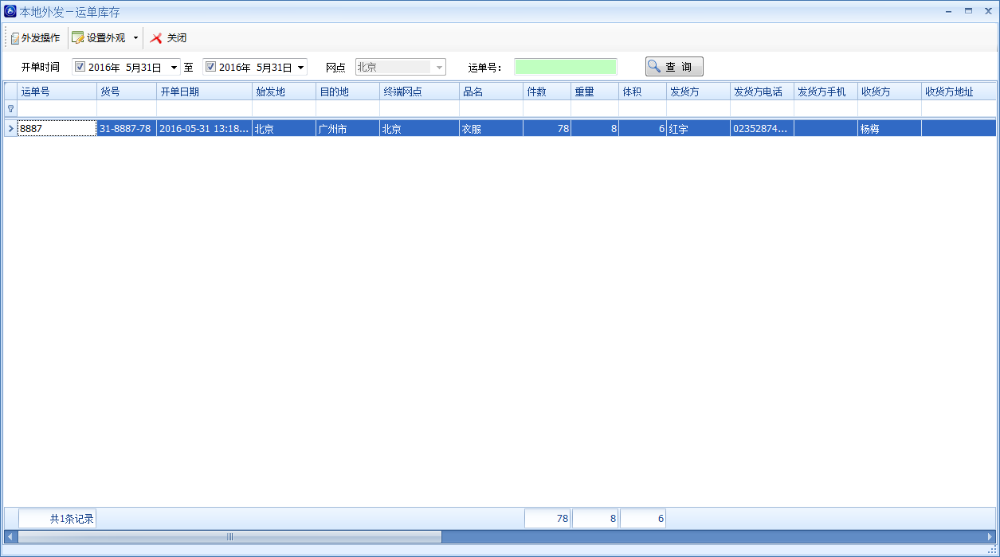 本地外发－运单库存
外发操作 设置外观 关闭
开单时间 2016年 5月31日 至 2016年 5月31日 网点 北京 运单号: 查 询
运单号 货号 开单日期 始发地 目的地 终端网点 品名 件数 重量 体积 发货方 发货方电话 发货方手机 收货方 收货方地址
8887 31-8887-78 2016-05-31 13:18... 北京 广州市 北京 衣服 78 8 6 红宇 02352874... 杨梅
共1条记录 78 8 6